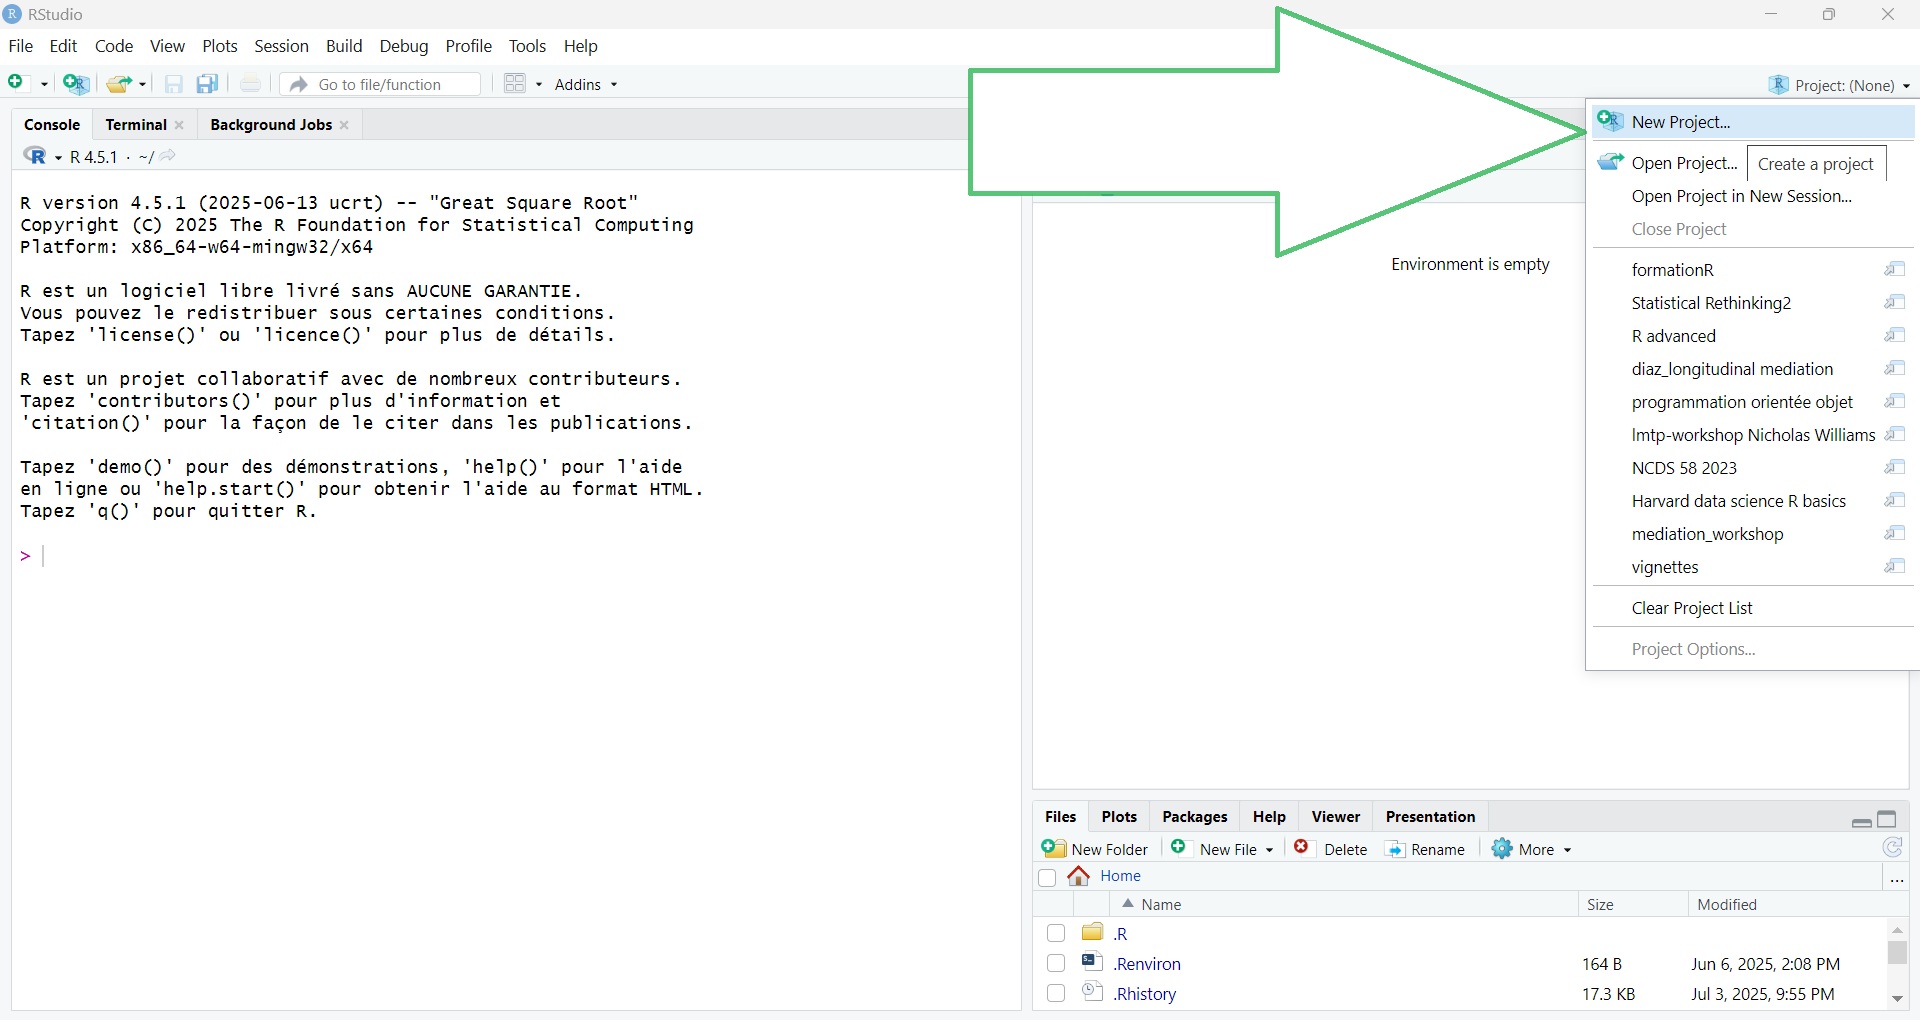 RStudio
File Edit Code View Plots Session Build Debug Profile Tools Help
Go to file/function Addins Project: (None)
Console Terminal Background Jobs
R 4.5.1 · ~/
R version 4.5.1 (2025-06-13 ucrt) -- "Great Square Root"
Copyright (C) 2025 The R Foundation for Statistical Computing
Platform: x86_64-w64-mingw32/x64
R est un logiciel libre livré sans AUCUNE GARANTIE.
Vous pouvez le redistribuer sous certaines conditions.
Tapez 'license()' ou 'licence()' pour plus de détails.
R est un projet collaboratif avec de nombreux contributeurs.
Tapez 'contributors()' pour plus d'information et
'citation()' pour la façon de le citer dans les publications.
Tapez 'demo()' pour des démonstrations, 'help()' pour l'aide
en ligne ou 'help.start()' pour obtenir l'aide au format HTML.
Tapez 'q()' pour quitter R.
>
Environment is empty
New Project...
Open Project... Create a project
Open Project in New Session...
Close Project
formationR
Statistical Rethinking2
R advanced
diaz_longitudinal mediation
programmation orientée objet
lmtp-workshop Nicholas Williams
NCDS 58 2023
Harvard data science R basics
mediation_workshop
vignettes
Clear Project List
Project Options...
Files Plots Packages Help Viewer Presentation
New Folder New File Delete Rename More
Home ...
Name Size Modified
.R
.Renviron 164 B Jun 6, 2025, 2:08 PM
.Rhistory 17.3 KB Jul 3, 2025, 9:55 PM